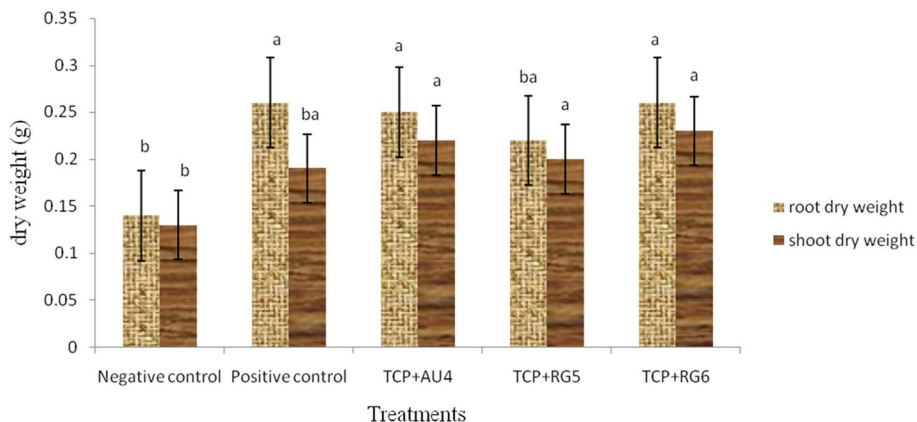 0.35
0.3
0.25
0.2
0.15
0.1
0.05
0
dry weight (g)
b
b
a
ba
a
a
ba
a
a
a
Negative control
Positive control
TCP+AU4
TCP+RG5
TCP+RG6
Treatments
root dry weight
shoot dry weight